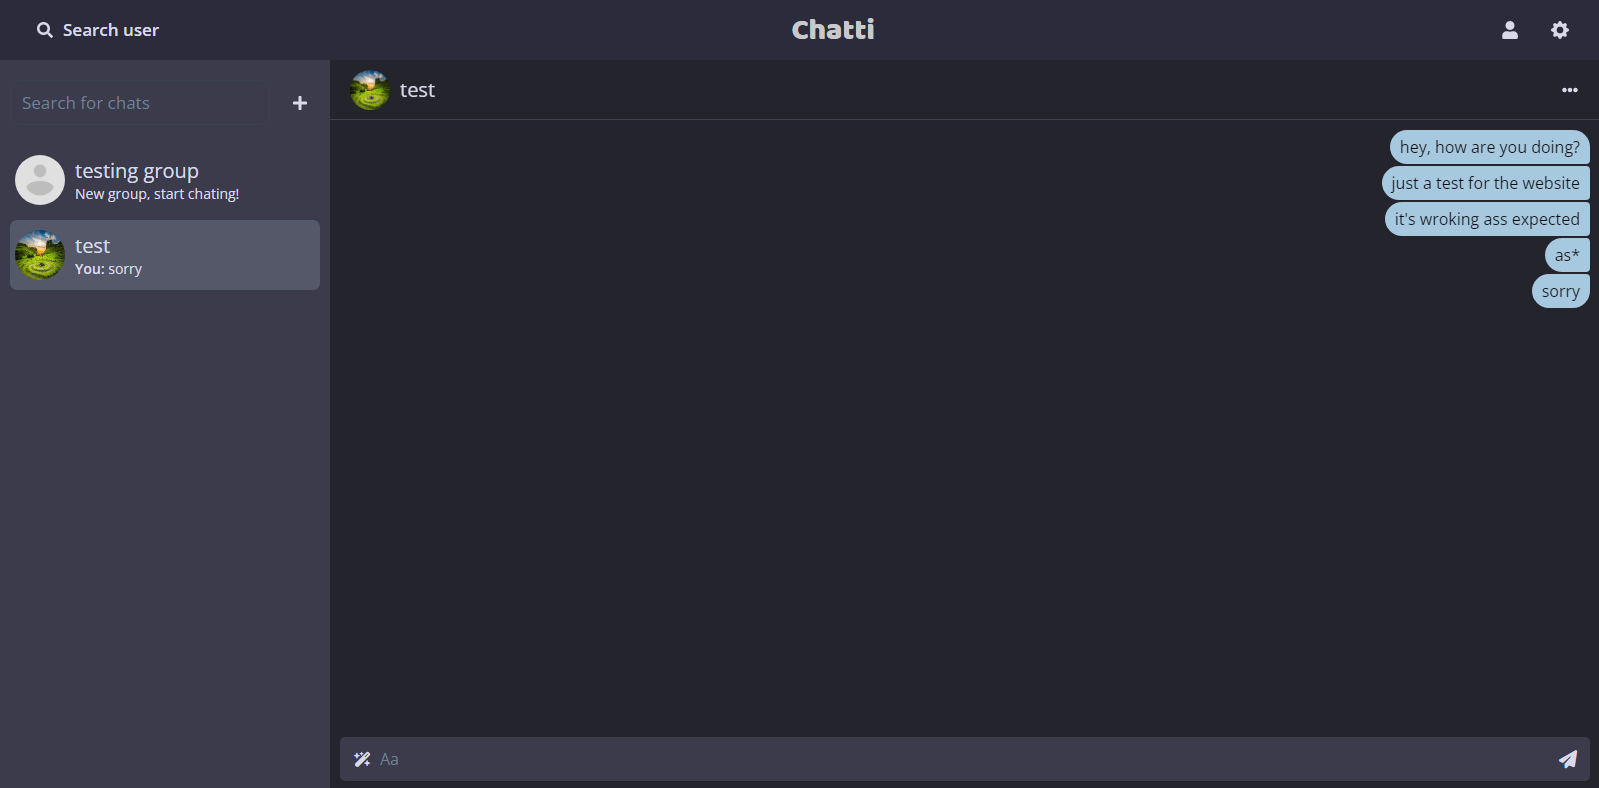 Search user
Chatti
Search for chats
testing group
New group, start chating!
test
You: sorry
test
hey, how are you doing?
just a test for the website
it's wroking ass expected
as*
sorry
Aa